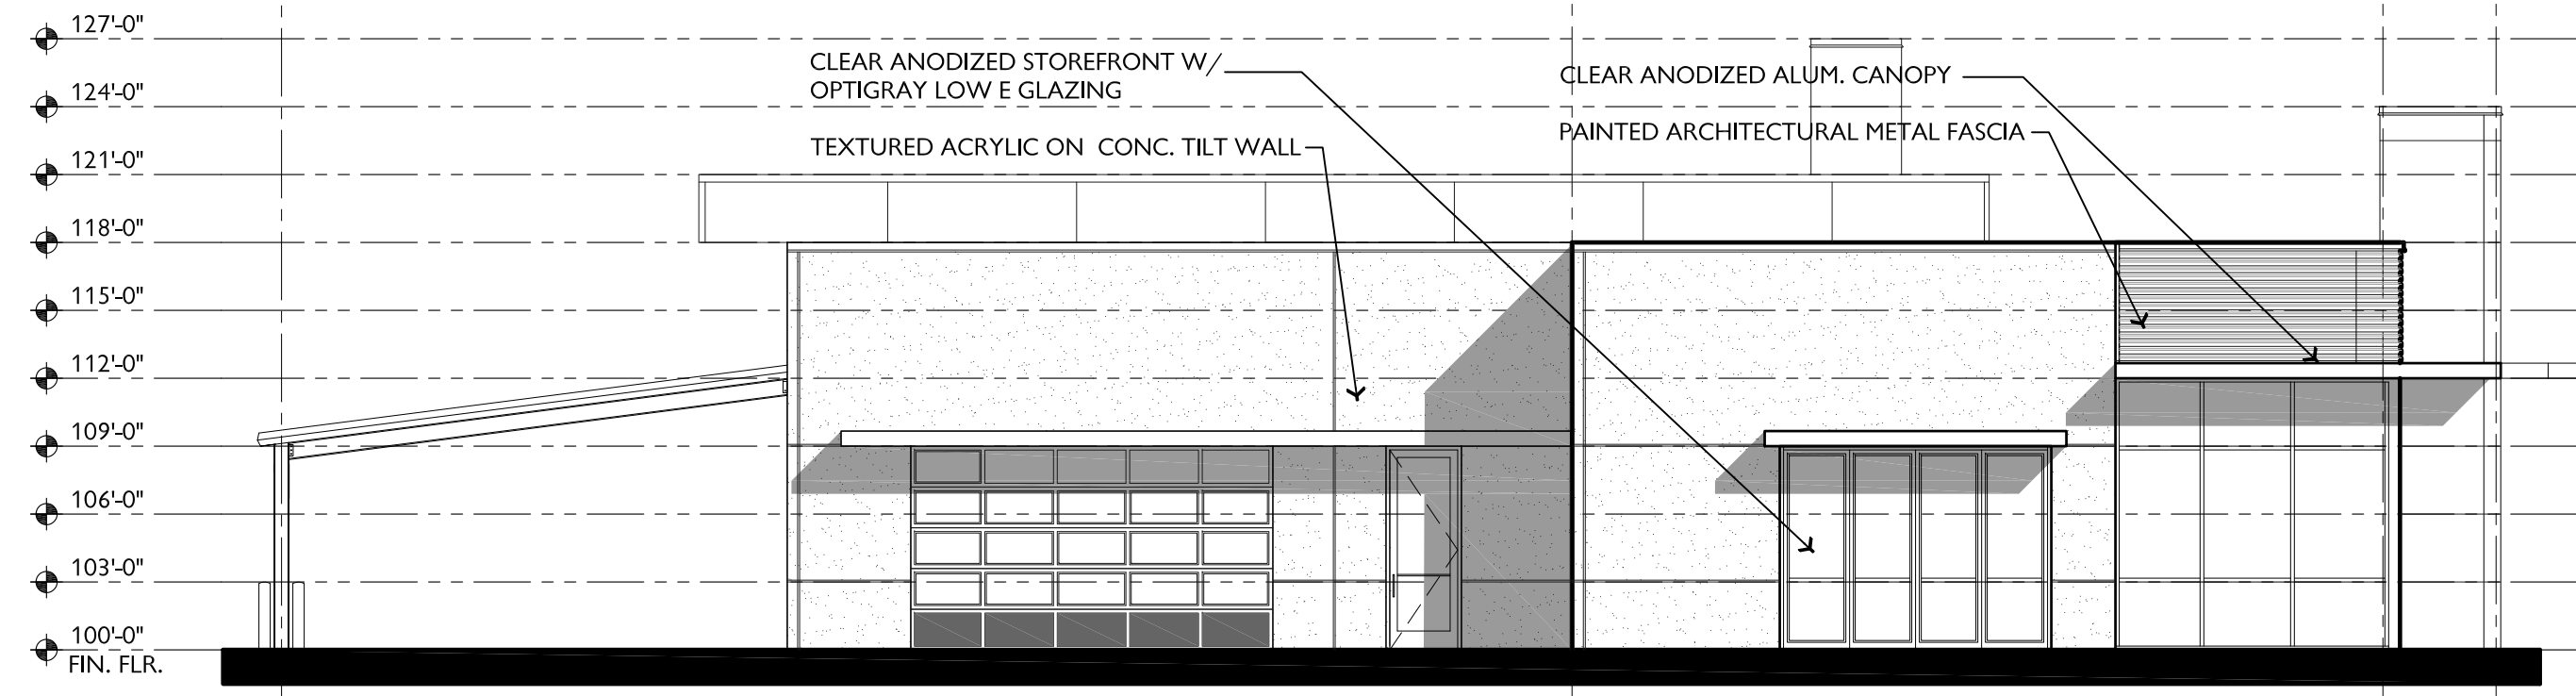 127'-0"
124'-0"
121'-0"
118'-0"
115'-0"
112'-0"
109'-0"
106'-0"
103'-0"
100'-0"
FIN. FLR.
CLEAR ANODIZED STOREFRONT W/
OPTIGRAY LOW E GLAZING
TEXTURED ACRYLIC ON CONC. TILT WALL
CLEAR ANODIZED ALUM. CANOPY
PAINTED ARCHITECTURAL METAL FASCIA